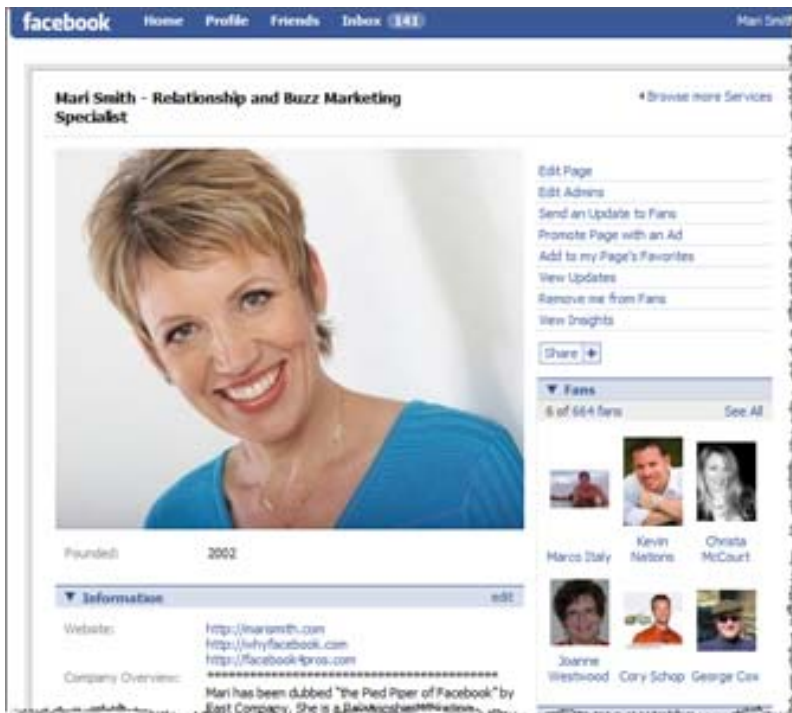 facebook Home Profile Friends Inbox 141 Mari Smith
Mari Smith - Relationship and Buzz Marketing
Specialist
Browse more Services
Edit Page
Edit Admins
Send an Update to Fans
Promote Page with an Ad
Add to my Page's Favorites
View Updates
Remove me from Fans
View Insights
Share +
Fans
6 of 664 fans See All
Marco Italy
Kevin
Nations
Christa
McCourt
Joanne
Westwood
Cory Schop
George Cox
Founded: 2002
Information edit
Website: http://marismith.com
http://whyfacebook.com
http://facebook4pros.com
Company Overview: ************************************
Mari has been dubbed "the Pied Piper of Facebook" by
Fast Company. She is a Relationship